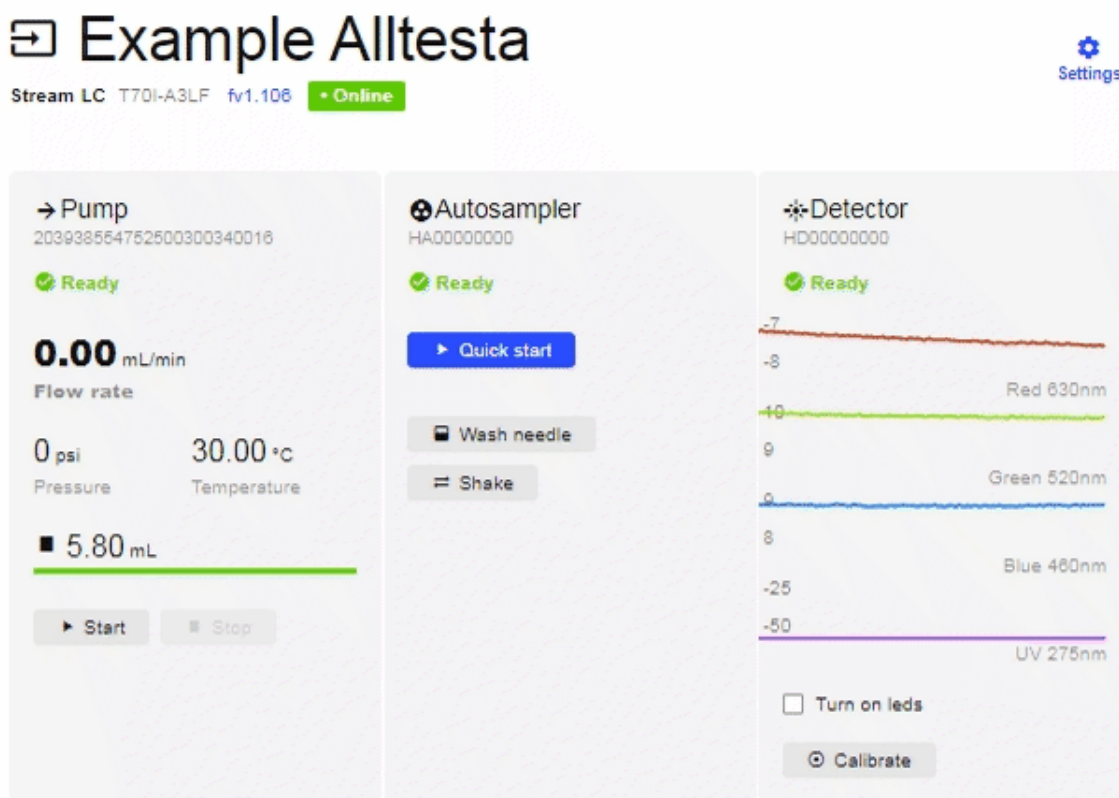 Example Alltesta
Settings
Stream LC T70I-A3LF fv1.106 • Online
Pump
203938554752500300340016
Ready
0.00 mL/min
Flow rate
0 psi
Pressure
30.00 °C
Temperature
5.80 mL
Start
Stop
Autosampler
HA00000000
Ready
Quick start
Wash needle
Shake
Detector
HD00000000
Ready
-7
-8
Red 630nm
-10
9
Green 520nm
9
8
Blue 460nm
-25
-50
UV 275nm
Turn on leds
Calibrate